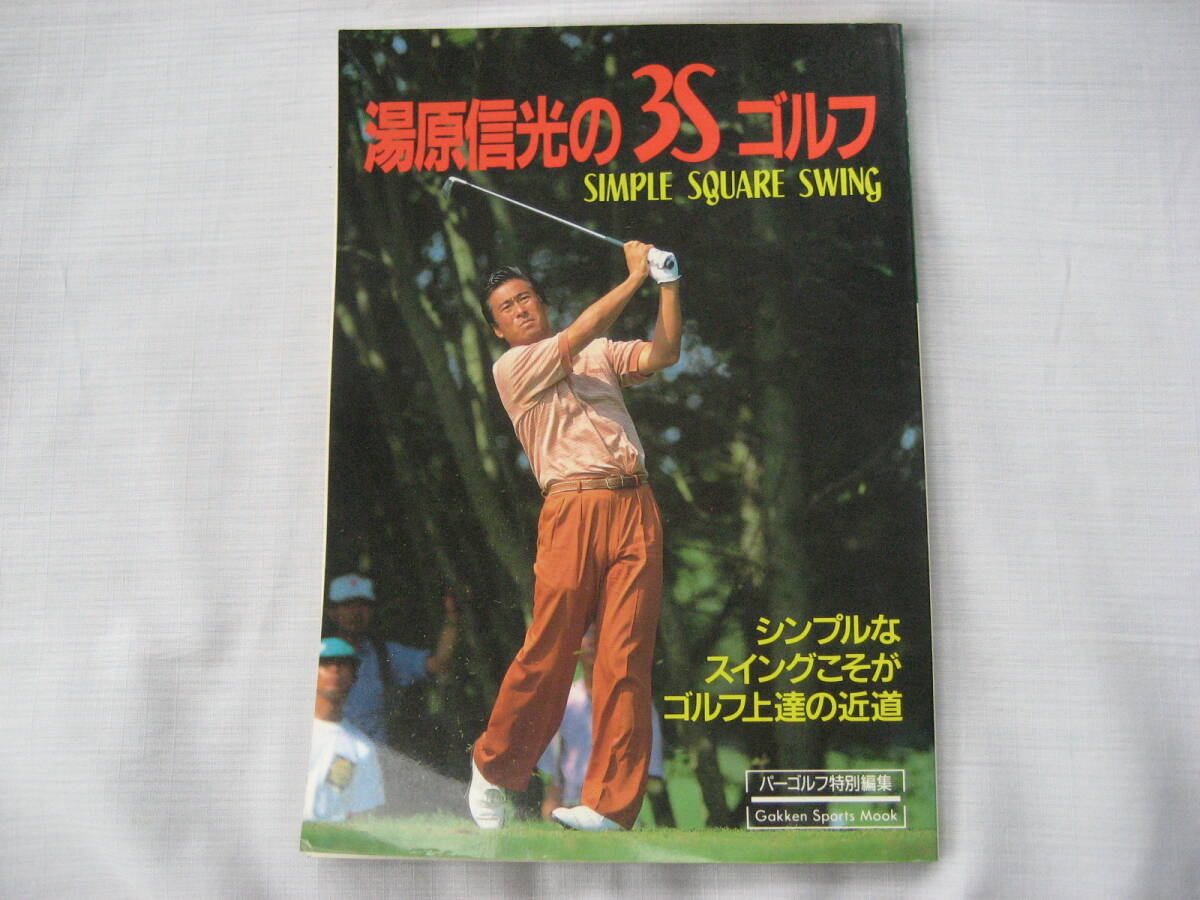 湯原信光の3Sゴルフ
SIMPLE SQUARE SWING
シンプルな
スイングこそが
ゴルフ上達の近道
パーゴルフ特別編集
Gakken Sports Mook